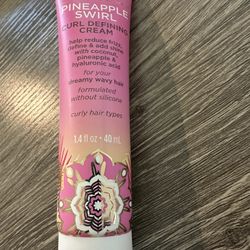 PINEAPPLE
SWIRL
CURL DEFINING
CREAM
help reduce frizz,
define & add shine
with coconut,
pineapple &
hyaluronic acid
for your
dreamy wavy hair
formulated
without silicone
curly hair types
1.4 fl oz • 40 mL